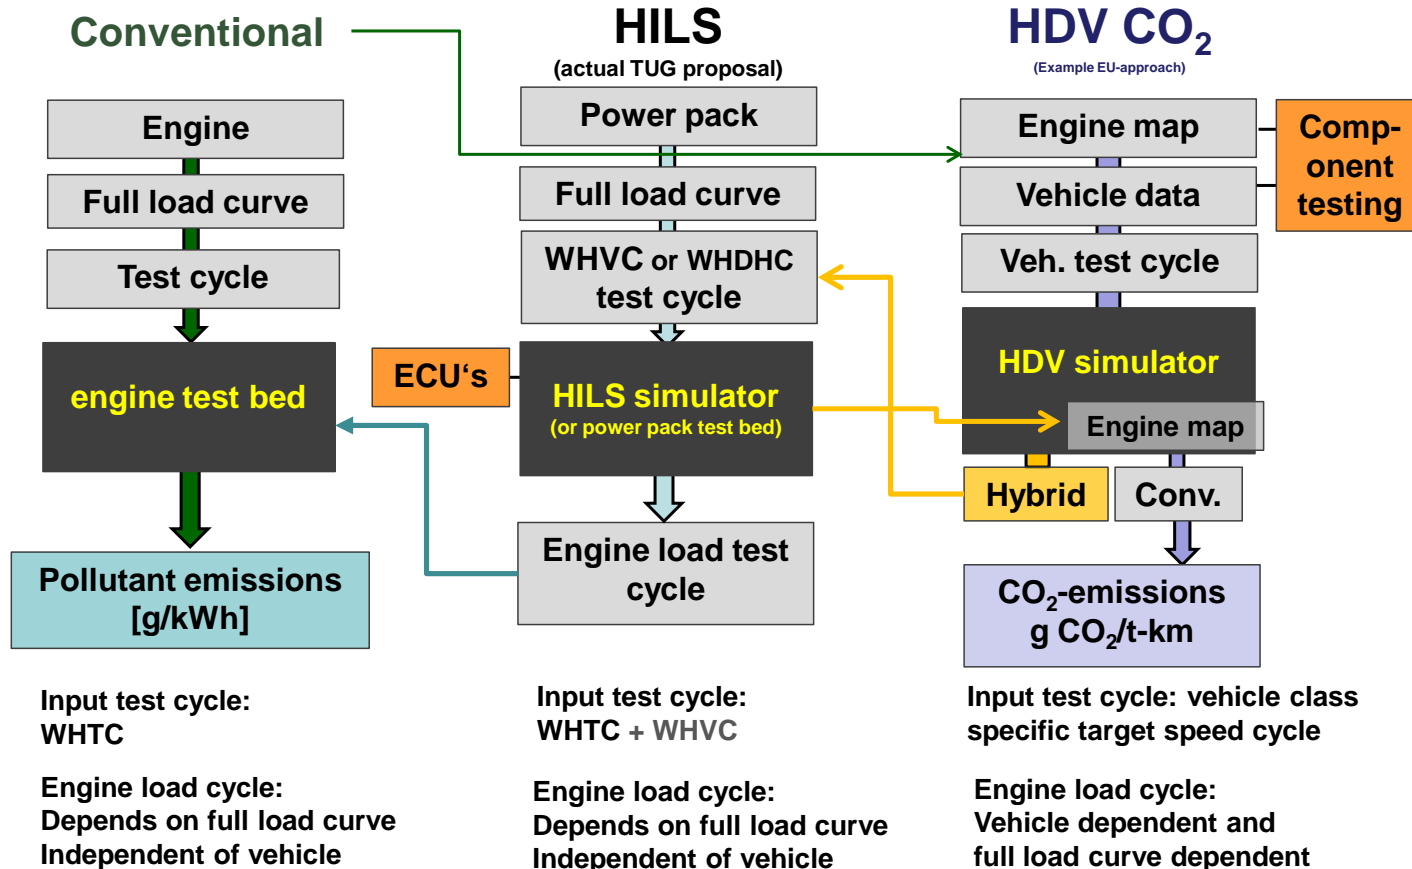 Conventional
Engine
Full load curve
Test cycle
engine test bed
Pollutant emissions
[g/kWh]
Input test cycle:
WHTC
Engine load cycle:
Depends on full load curve
Independent of vehicle
HILS
(actual TUG proposal)
Power pack
Full load curve
WHVC or WHDHC
test cycle
ECU‘s
HILS simulator
(or power pack test bed)
Engine load test
cycle
Input test cycle:
WHTC + WHVC
Engine load cycle:
Depends on full load curve
Independent of vehicle
HDV CO₂
(Example EU-approach)
Engine map
Vehicle data
Comp-
onent
testing
Veh. test cycle
HDV simulator
Engine map
Hybrid
Conv.
CO₂-emissions
g CO₂/t-km
Input test cycle: vehicle class
specific target speed cycle
Engine load cycle:
Vehicle dependent and
full load curve dependent